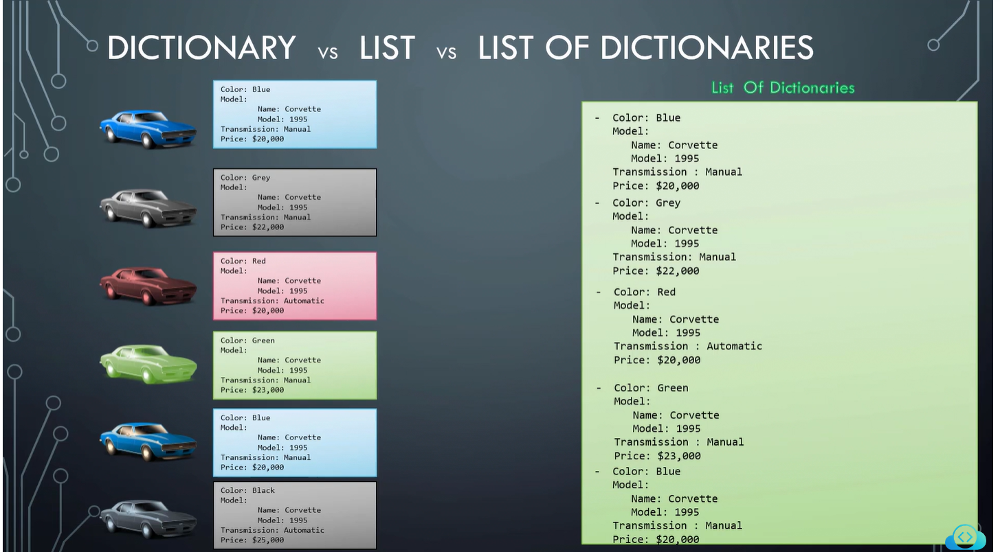 DICTIONARY vs LIST vs LIST OF DICTIONARIES
Color: Blue
Model:
Name: Corvette
Model: 1995
Transmission: Manual
Price: $20,000
Color: Grey
Model:
Name: Corvette
Model: 1995
Transmission: Manual
Price: $22,000
Color: Red
Model:
Name: Corvette
Model: 1995
Transmission: Automatic
Price: $20,000
Color: Green
Model:
Name: Corvette
Model: 1995
Transmission: Manual
Price: $23,000
Color: Blue
Model:
Name: Corvette
Model: 1995
Transmission: Manual
Price: $20,000
Color: Black
Model:
Name: Corvette
Model: 1995
Transmission: Automatic
Price: $25,000
List Of Dictionaries
- Color: Blue
Model:
Name: Corvette
Model: 1995
Transmission : Manual
Price: $20,000
- Color: Grey
Model:
Name: Corvette
Model: 1995
Transmission: Manual
Price: $22,000
- Color: Red
Model:
Name: Corvette
Model: 1995
Transmission : Automatic
Price: $20,000
- Color: Green
Model:
Name: Corvette
Model: 1995
Transmission : Manual
Price: $23,000
- Color: Blue
Model:
Name: Corvette
Model: 1995
Transmission : Manual
Price: $20,000